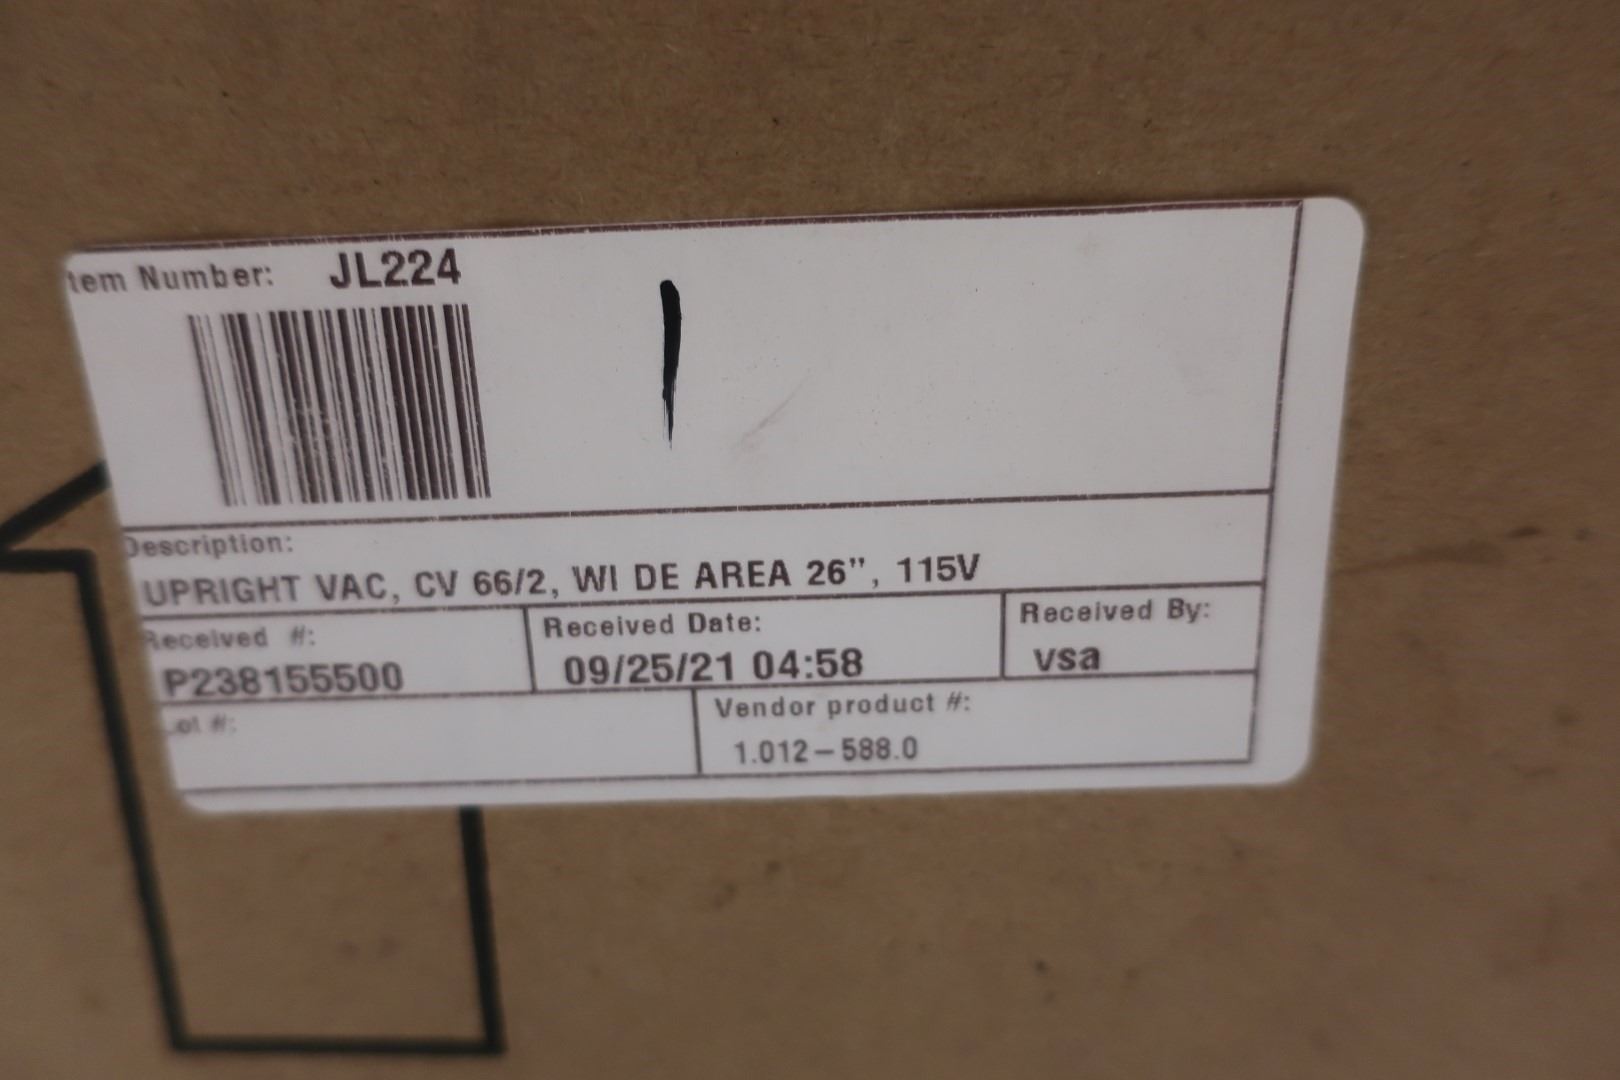 tem Number: JL224
Description:
UPRIGHT VAC, CV 66/2, WI DE AREA 26", 115V
Received #:
P238155500
Received Date:
09/25/21 04:58
Received By:
vsa
Lot #:
Vendor product #:
1.012-588.0